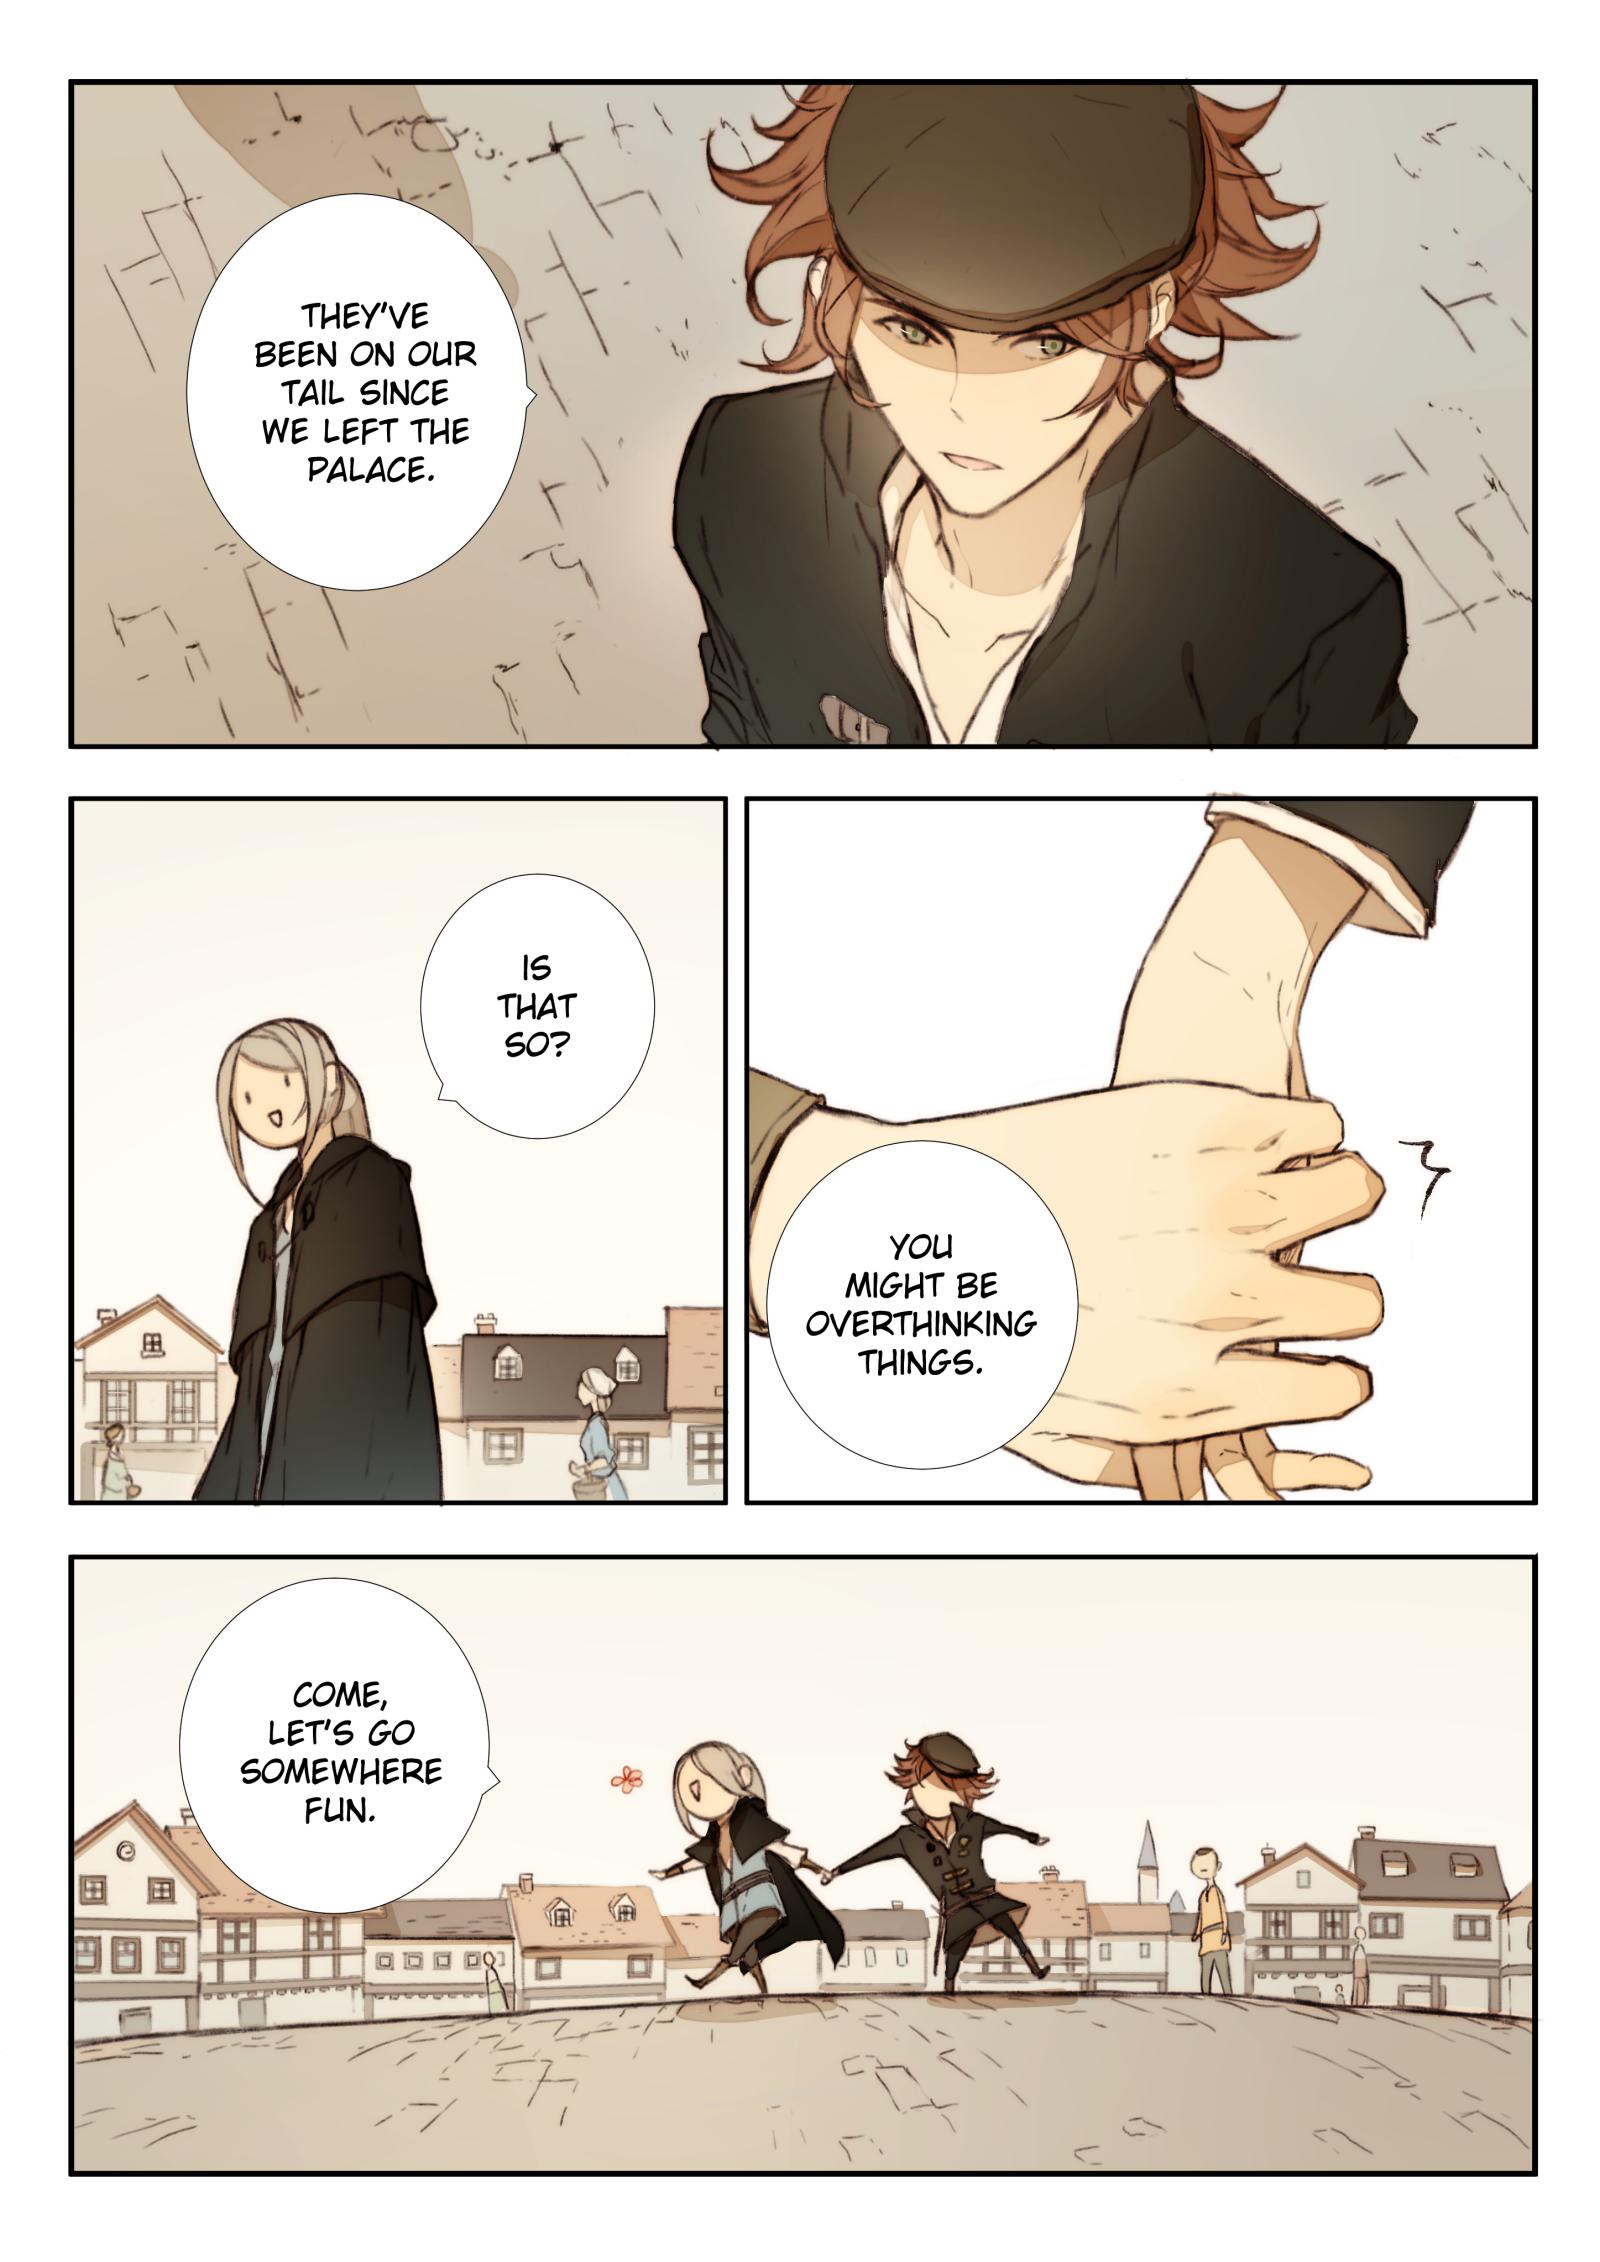 THEY'VE
BEEN ON OUR
TAIL SINCE
WE LEFT THE
PALACE.
IS
THAT
SO?
YOU
MIGHT BE
OVERTHINKING
THINGS.
COME,
LET'S GO
SOMEWHERE
FUN.